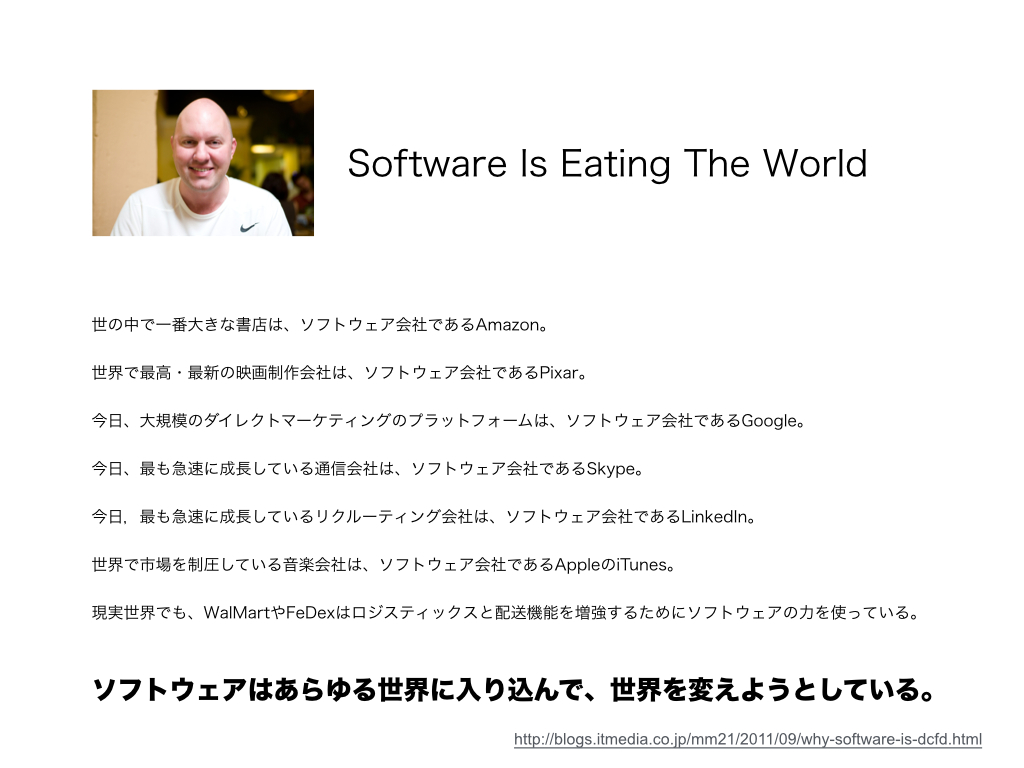 Software Is Eating The World
世の中で一番大きな書店は、ソフトウェア会社であるAmazon。
世界で最高・最新の映画制作会社は、ソフトウェア会社であるPixar。
今日、大規模のダイレクトマーケティングのプラットフォームは、ソフトウェア会社であるGoogle。
今日、最も急速に成長している通信会社は、ソフトウェア会社であるSkype。
今日，最も急速に成長しているリクルーティング会社は、ソフトウェア会社であるLinkedIn。
世界で市場を制圧している音楽会社は、ソフトウェア会社であるAppleのiTunes。
現実世界でも、WalMartやFeDexはロジスティックスと配送機能を増強するためにソフトウェアの力を使っている。
ソフトウェアはあらゆる世界に入り込んで、世界を変えようとしている。
http://blogs.itmedia.co.jp/mm21/2011/09/why-software-is-dcfd.html